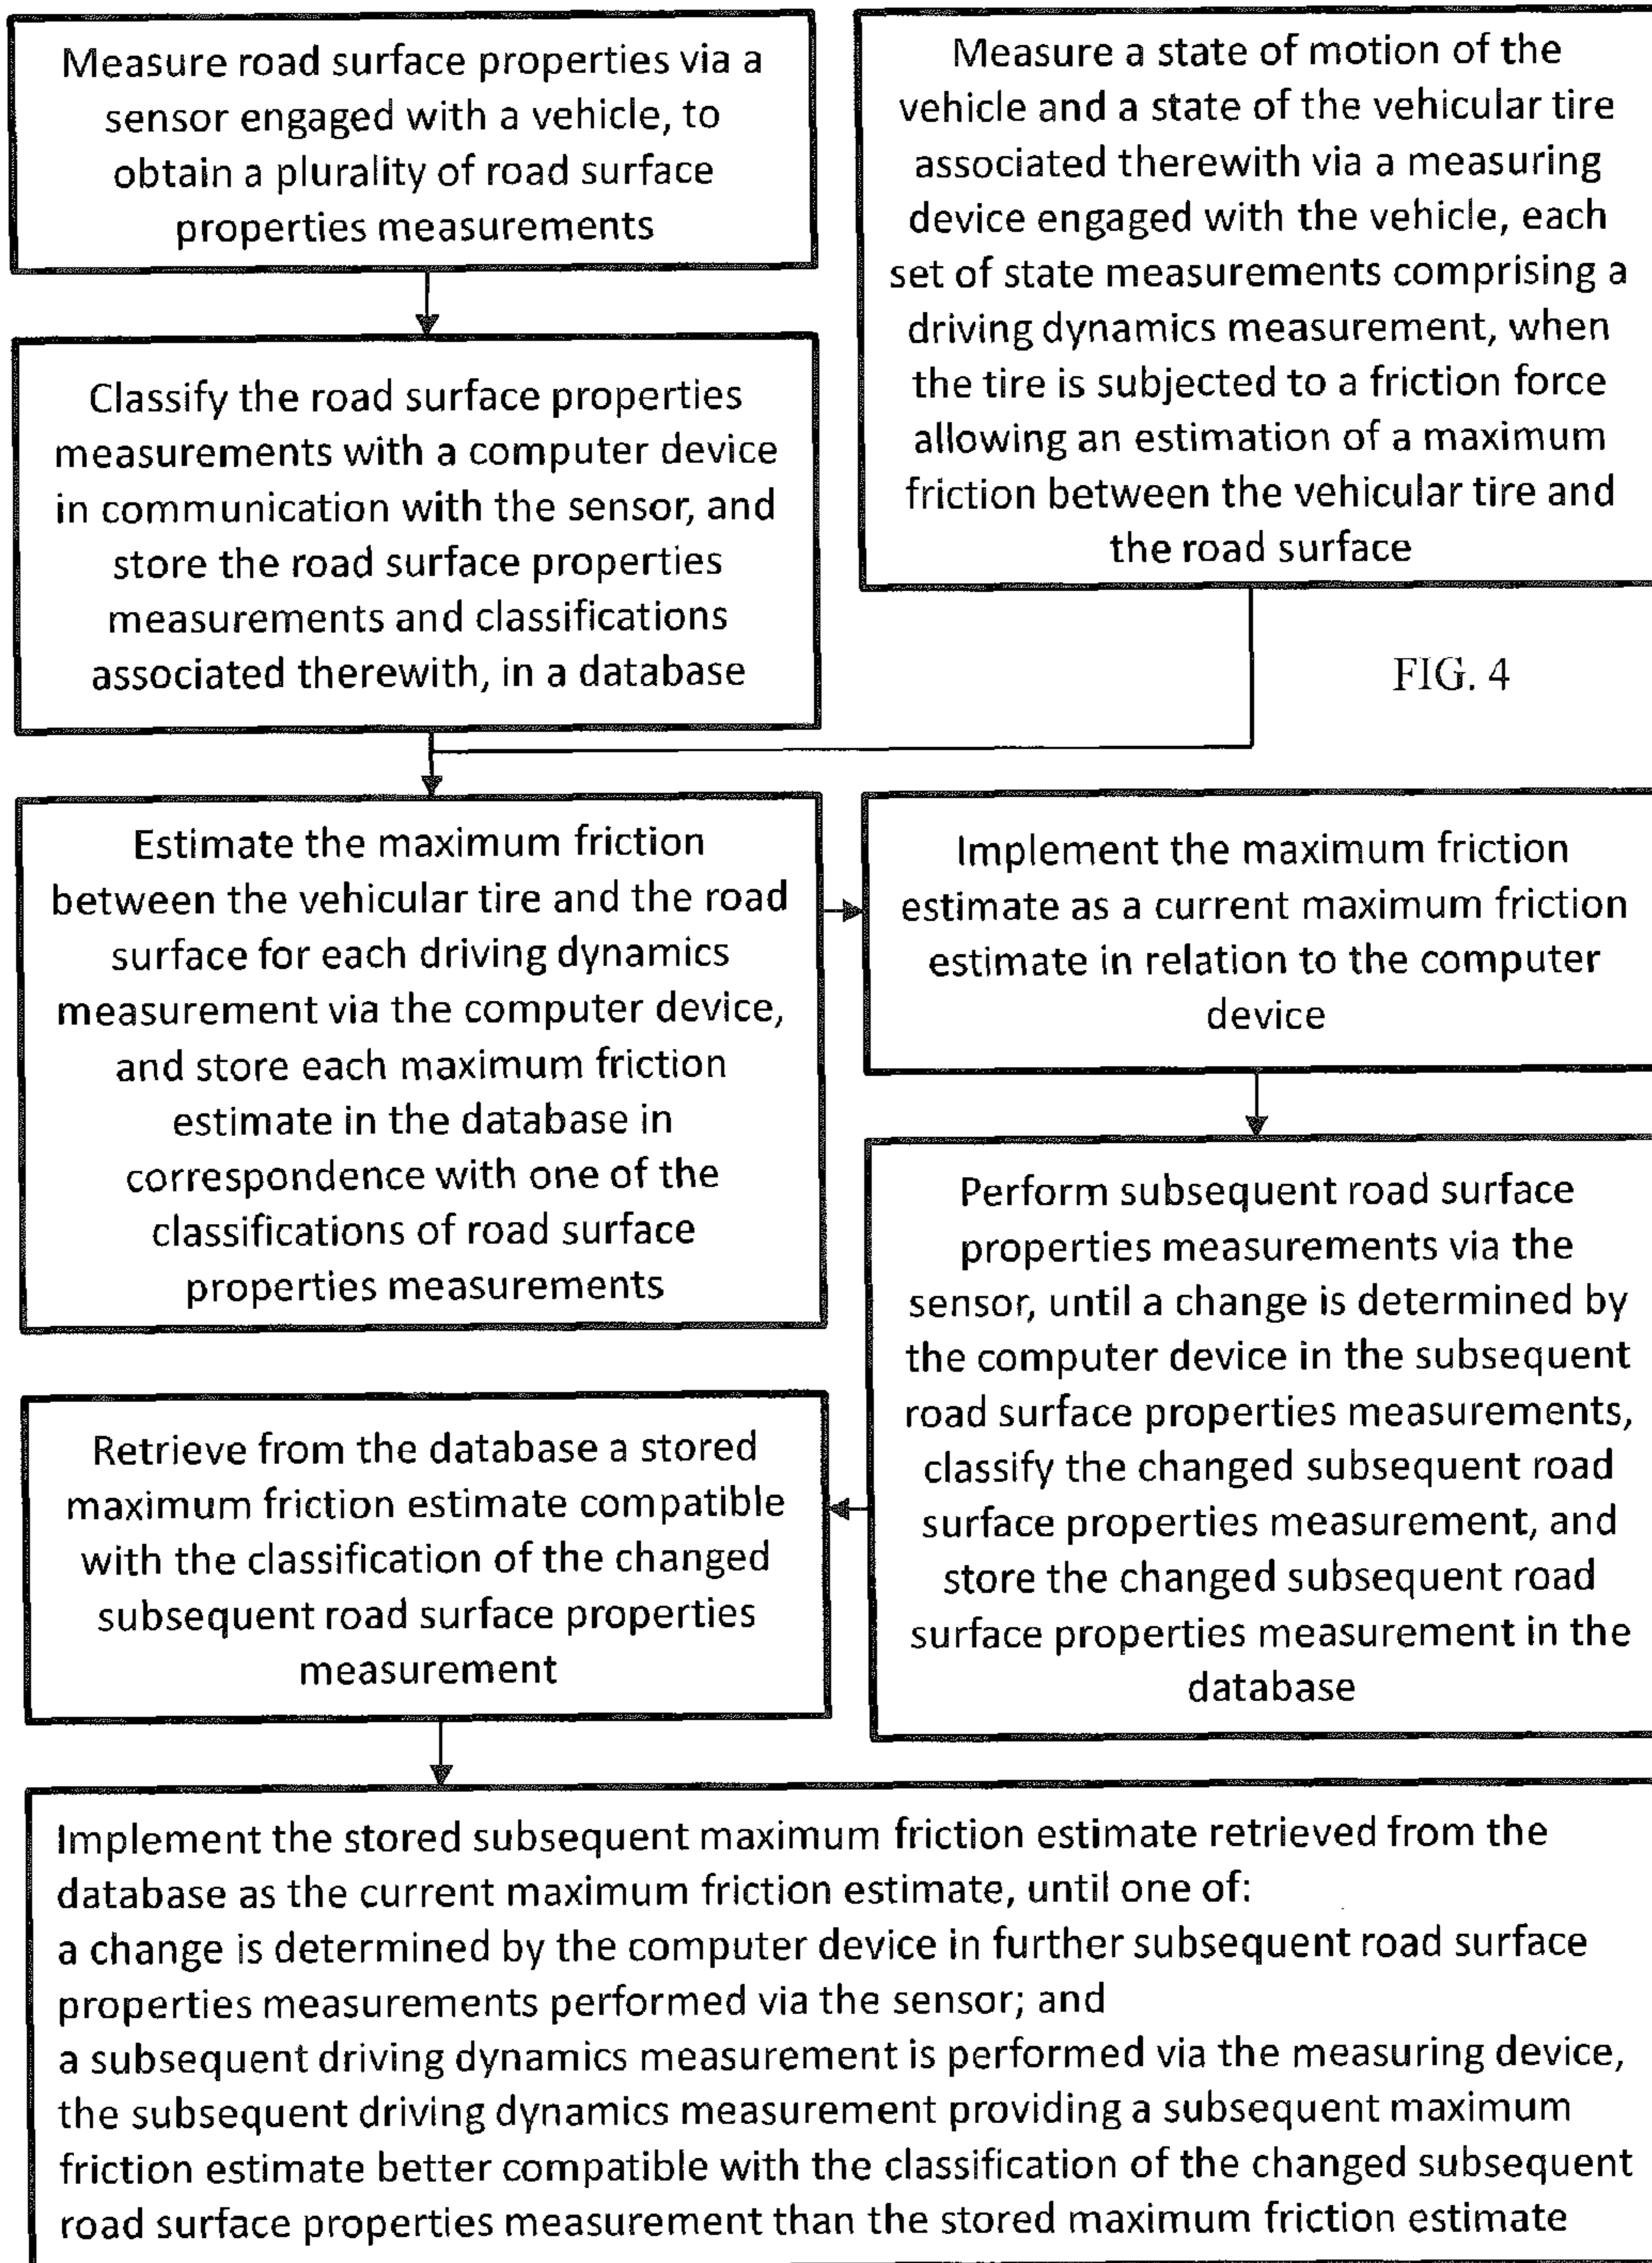 Measure road surface properties via a
sensor engaged with a vehicle, to
obtain a plurality of road surface
properties measurements
Measure a state of motion of the
vehicle and a state of the vehicular tire
associated therewith via a measuring
device engaged with the vehicle, each
set of state measurements comprising a
driving dynamics measurement, when
the tire is subjected to a friction force
allowing an estimation of a maximum
friction between the vehicular tire and
the road surface
Classify the road surface properties
measurements with a computer device
in communication with the sensor, and
store the road surface properties
measurements and classifications
associated therewith, in a database
FIG. 4
Estimate the maximum friction
between the vehicular tire and the road
surface for each driving dynamics
measurement via the computer device,
and store each maximum friction
estimate in the database in
correspondence with one of the
classifications of road surface
properties measurements
Implement the maximum friction
estimate as a current maximum friction
estimate in relation to the computer
device
Perform subsequent road surface
properties measurements via the
sensor, until a change is determined by
the computer device in the subsequent
road surface properties measurements,
classify the changed subsequent road
surface properties measurement, and
store the changed subsequent road
surface properties measurement in the
database
Retrieve from the database a stored
maximum friction estimate compatible
with the classification of the changed
subsequent road surface properties
measurement
Implement the stored subsequent maximum friction estimate retrieved from the
database as the current maximum friction estimate, until one of:
a change is determined by the computer device in further subsequent road surface
properties measurements performed via the sensor; and
a subsequent driving dynamics measurement is performed via the measuring device,
the subsequent driving dynamics measurement providing a subsequent maximum
friction estimate better compatible with the classification of the changed subsequent
road surface properties measurement than the stored maximum friction estimate